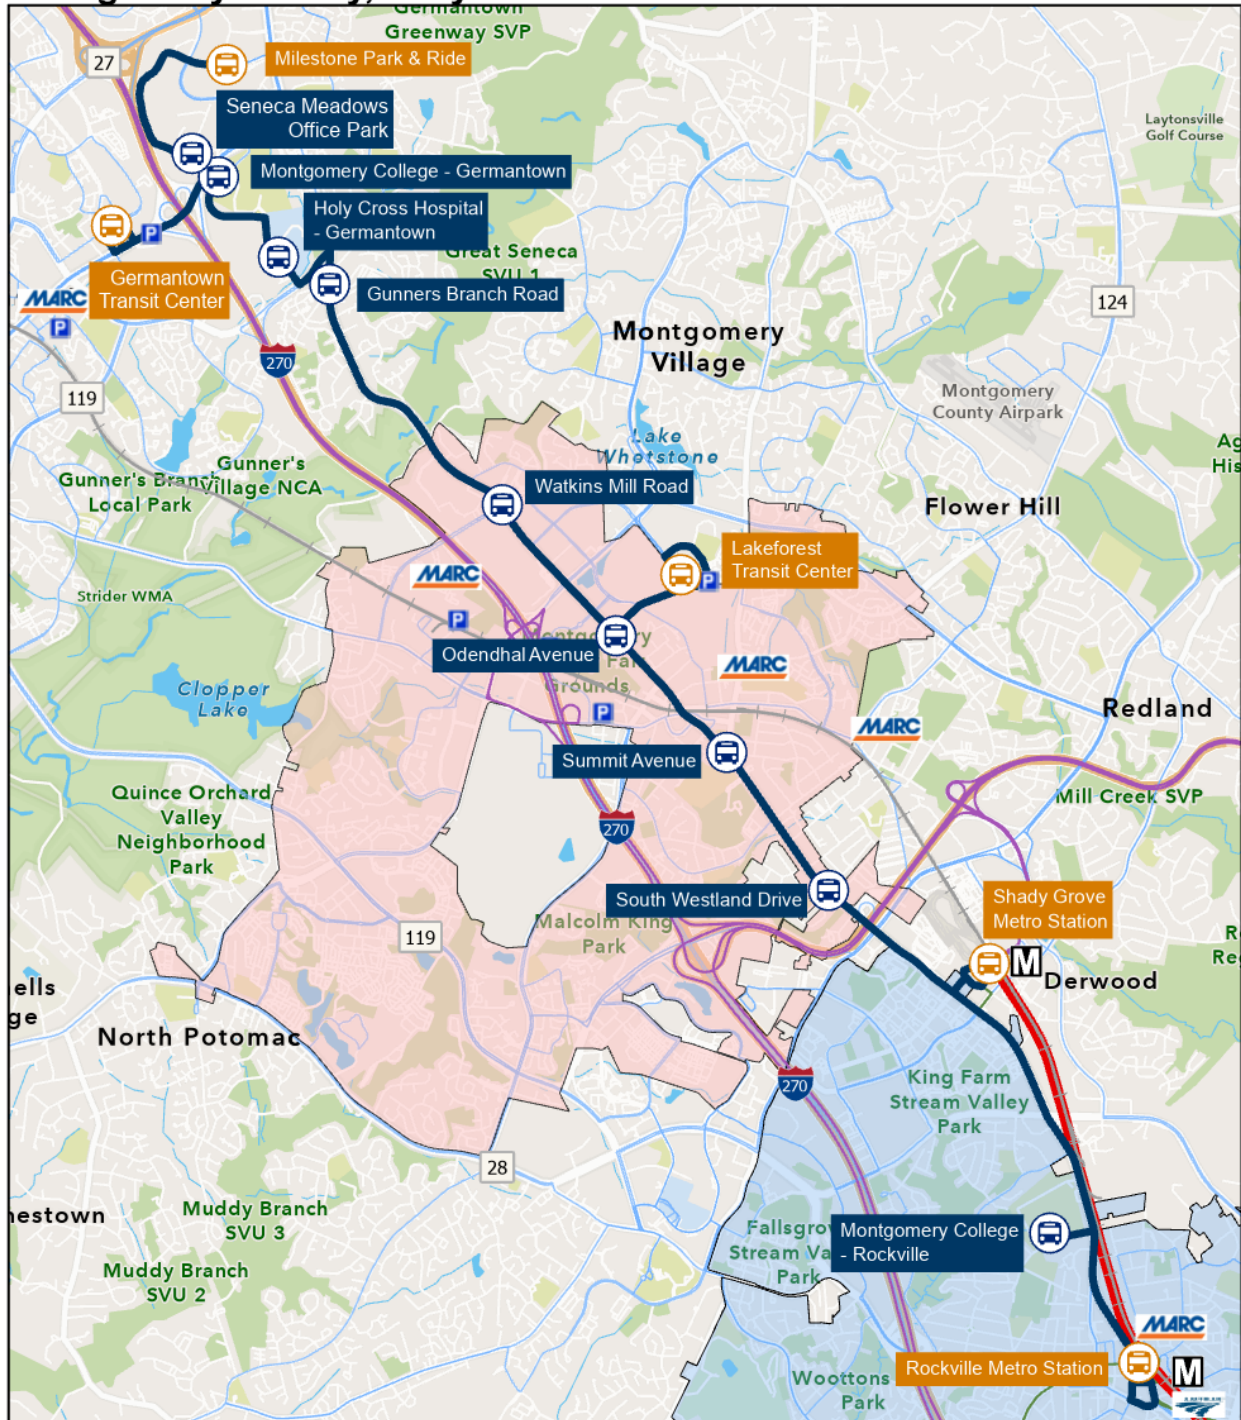 Germantown
Greenway SVP
27
Milestone Park & Ride
Seneca Meadows
Office Park
Laytonsville
Golf Course
Montgomery College - Germantown
Holy Cross Hospital
- Germantown
P
Great Seneca
SVU 1
Germantown
Transit Center
Gunners Branch Road
MARC
P
124
Montgomery
Village
270
119
Montgomery
County Airpark
Lake
Whetstone
Gunner's
Village NCA
Gunner's Branch
Local Park
Watkins Mill Road
Flower Hill
Lakeforest
Transit Center
P
MARC
Strider WMA
P
Odendhal Avenue
Grounds
MARC
Clopper
Lake
P
MARC
Redland
Summit Avenue
Mill Creek SVP
Quince Orchard
Valley
Neighborhood
Park
270
South Westland Drive
Shady Grove
Metro Station
Malcolm King
Park
119
M
Derwood
ells
ge
North Potomac
270
King Farm
Stream Valley
Park
28
Muddy Branch
SVU 3
nestown
Montgomery College
- Rockville
Stream Va
Park
Muddy Branch
SVU 2
MARC
Rockville Metro Station
M
Woottons
Park